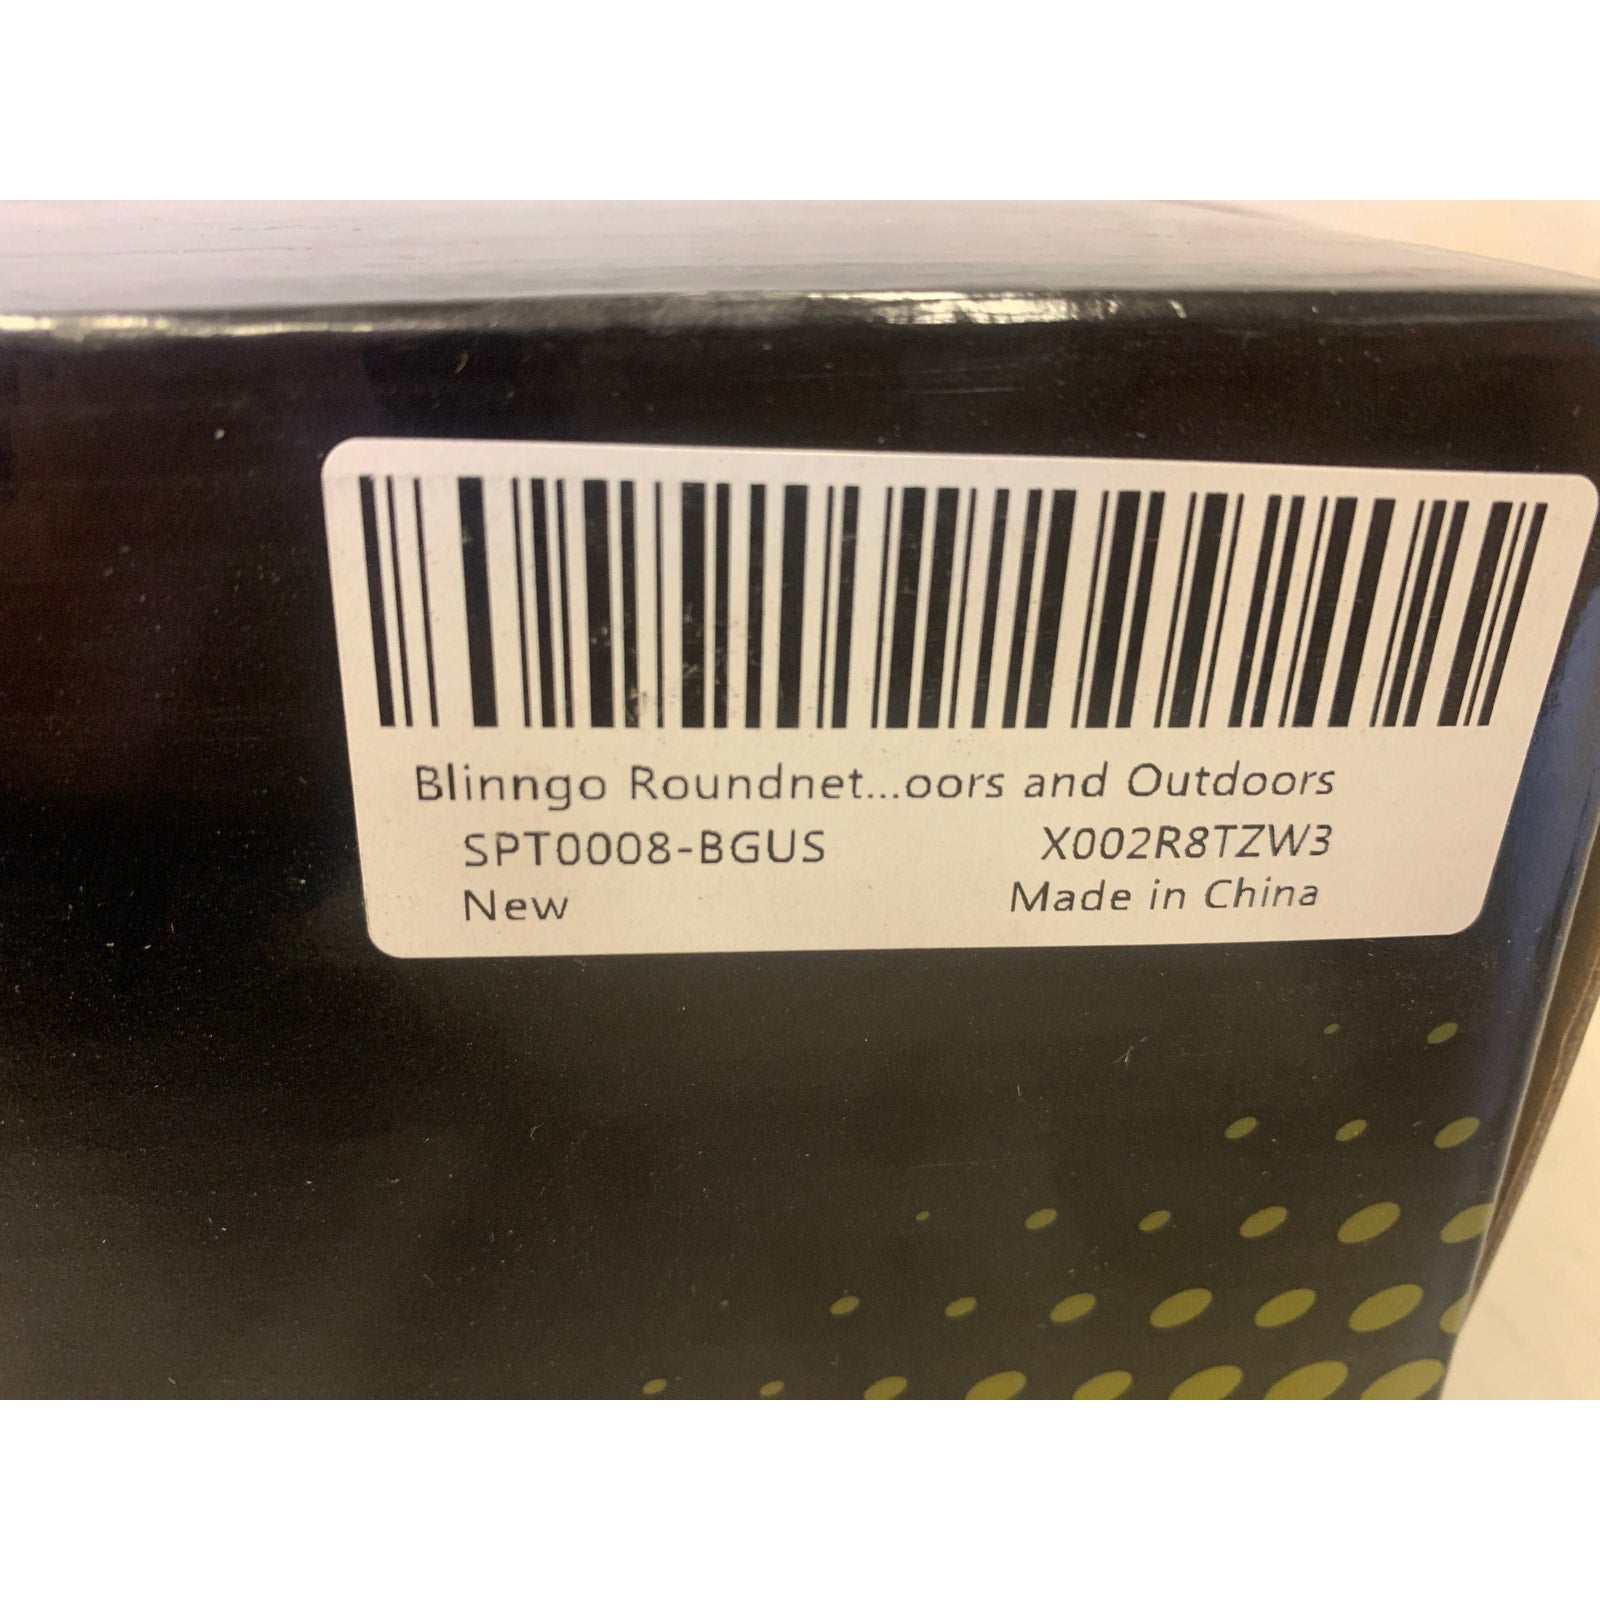 Blinngo Roundnet...oors and Outdoors
SPT0008-BGUS X002R8TZW3
New Made in China